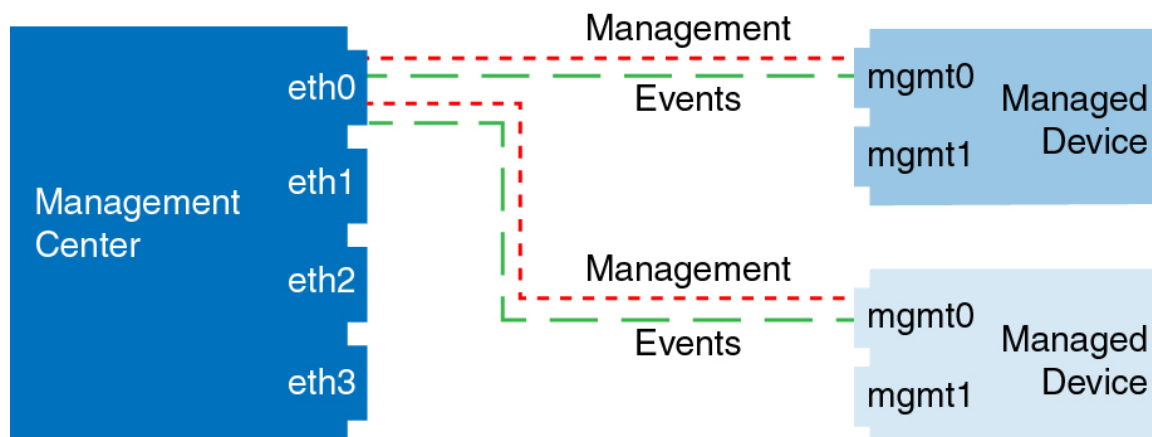 Management
Events
eth0
eth1
eth2
eth3
Management
Center
mgmt0
mgmt1
Managed
Device
Management
Events
mgmt0
mgmt1
Managed
Device